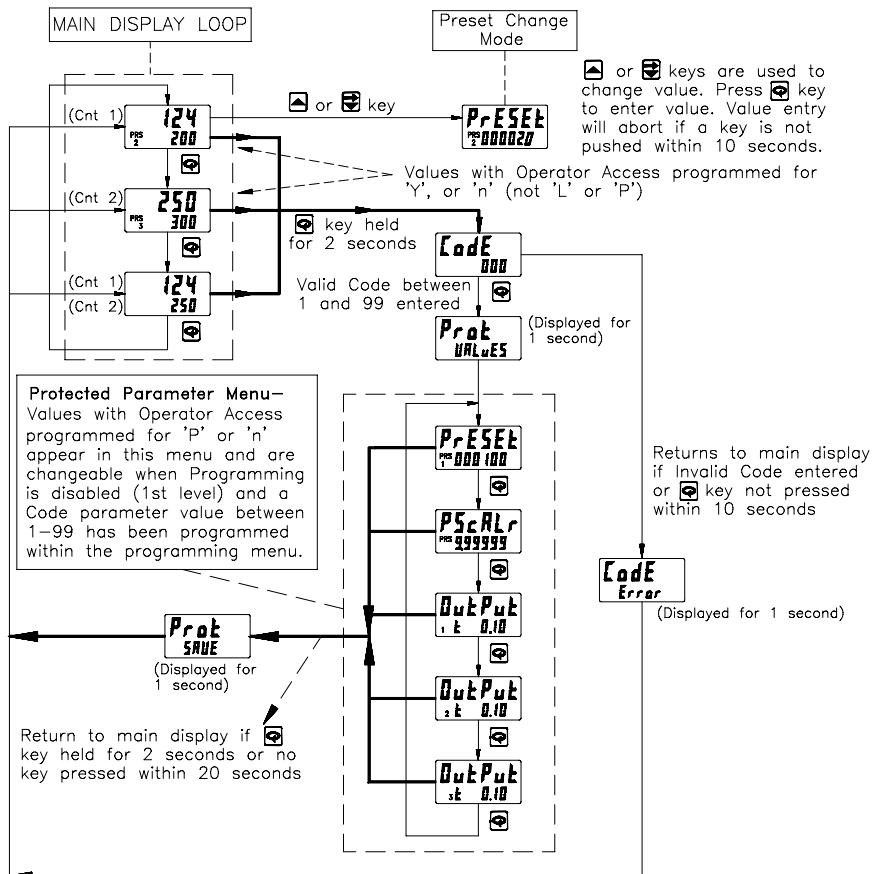 MAIN DISPLAY LOOP
Preset Change
Mode
(Cnt 1)
124
PRS
2
200
or
key
PrESEt
PRS
2
000020
or
keys are used to
change value. Press
key
to enter value. Value entry
will abort if a key is not
pushed within 10 seconds.
Values with Operator Access programmed for
'Y', or 'n' (not 'L' or 'P')
(Cnt 2)
250
PRS
3
300
key held
for 2 seconds
CodE
000
(Cnt 1)
(Cnt 2)
124
250
Valid Code between
1 and 99 entered
Prot
VALuES
(Displayed for
1 second)
Protected Parameter Menu–
Values with Operator Access
programmed for 'P' or 'n'
appear in this menu and are
changeable when Programming
is disabled (1st level) and a
Code parameter value between
1–99 has been programmed
within the programming menu.
PrESEt
PRS
1
000100
PScALr
PRS
9.99999
OutPut
1 t 0.10
OutPut
2 t 0.10
OutPut
3 t 0.10
Returns to main display
if Invalid Code entered
or
key not pressed
within 10 seconds
CodE
Error
(Displayed for 1 second)
Prot
SAVE
(Displayed for
1 second)
Return to main display if
key held for 2 seconds or no
key pressed within 20 seconds